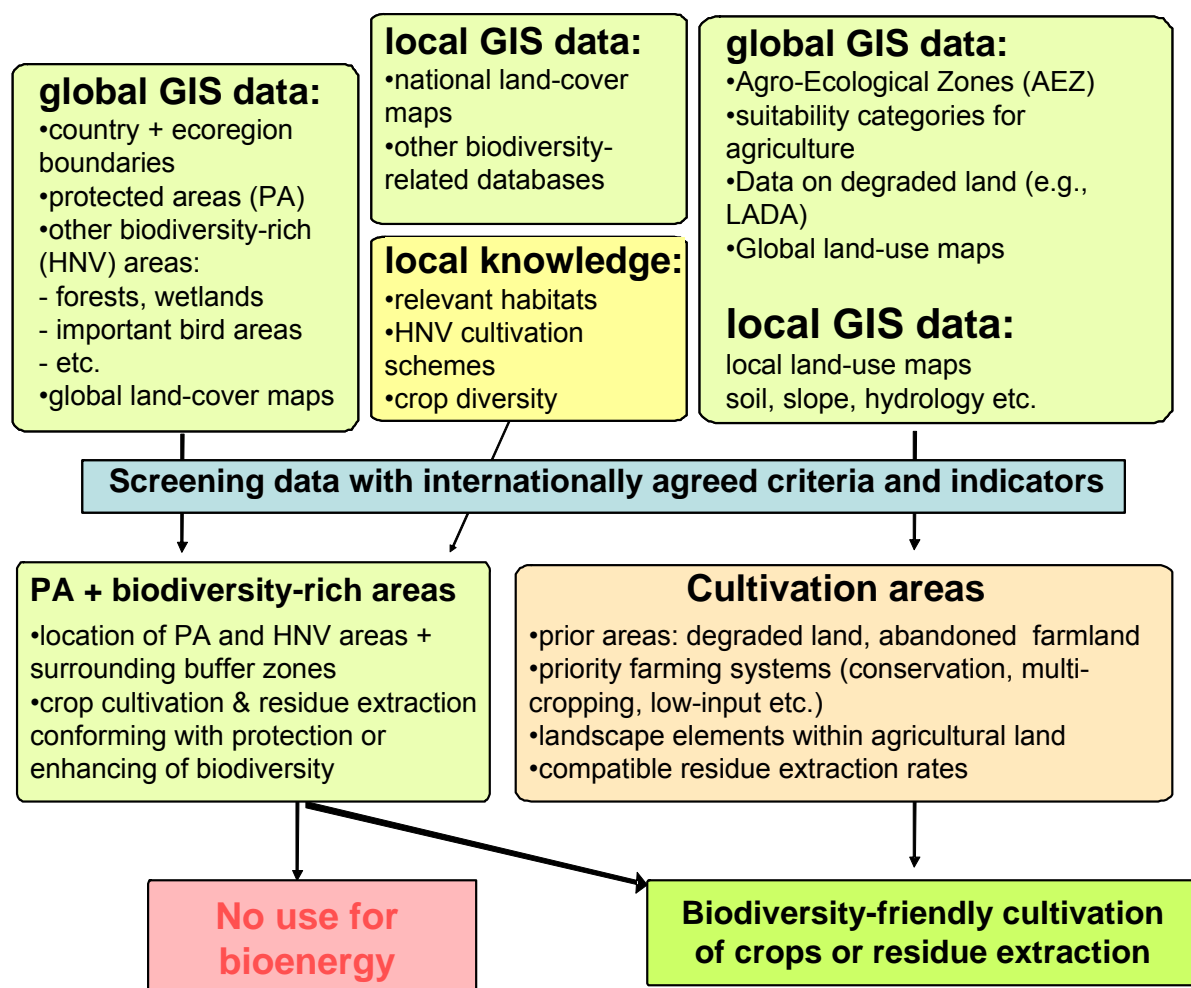 global GIS data:
•country + ecoregion
boundaries
•protected areas (PA)
•other biodiversity-rich
(HNV) areas:
- forests, wetlands
- important bird areas
- etc.
•global land-cover maps
local GIS data:
•national land-cover
maps
•other biodiversity-
related databases
local knowledge:
•relevant habitats
•HNV cultivation
schemes
•crop diversity
global GIS data:
•Agro-Ecological Zones (AEZ)
•suitability categories for
agriculture
•Data on degraded land (e.g.,
LADA)
•Global land-use maps
local GIS data:
local land-use maps
soil, slope, hydrology etc.
Screening data with internationally agreed criteria and indicators
PA + biodiversity-rich areas
•location of PA and HNV areas +
surrounding buffer zones
•crop cultivation & residue extraction
conforming with protection or
enhancing of biodiversity
Cultivation areas
•prior areas: degraded land, abandoned farmland
•priority farming systems (conservation, multi-
cropping, low-input etc.)
•landscape elements within agricultural land
•compatible residue extraction rates
No use for
bioenergy
Biodiversity-friendly cultivation
of crops or residue extraction